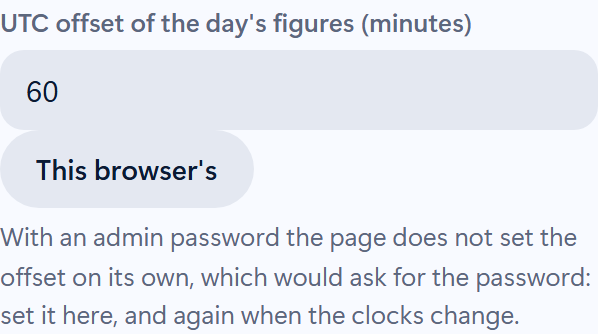 UTC offset of the day's figures (minutes)
60
This browser's
With an admin password the page does not set the
offset on its own, which would ask for the password:
set it here, and again when the clocks change.